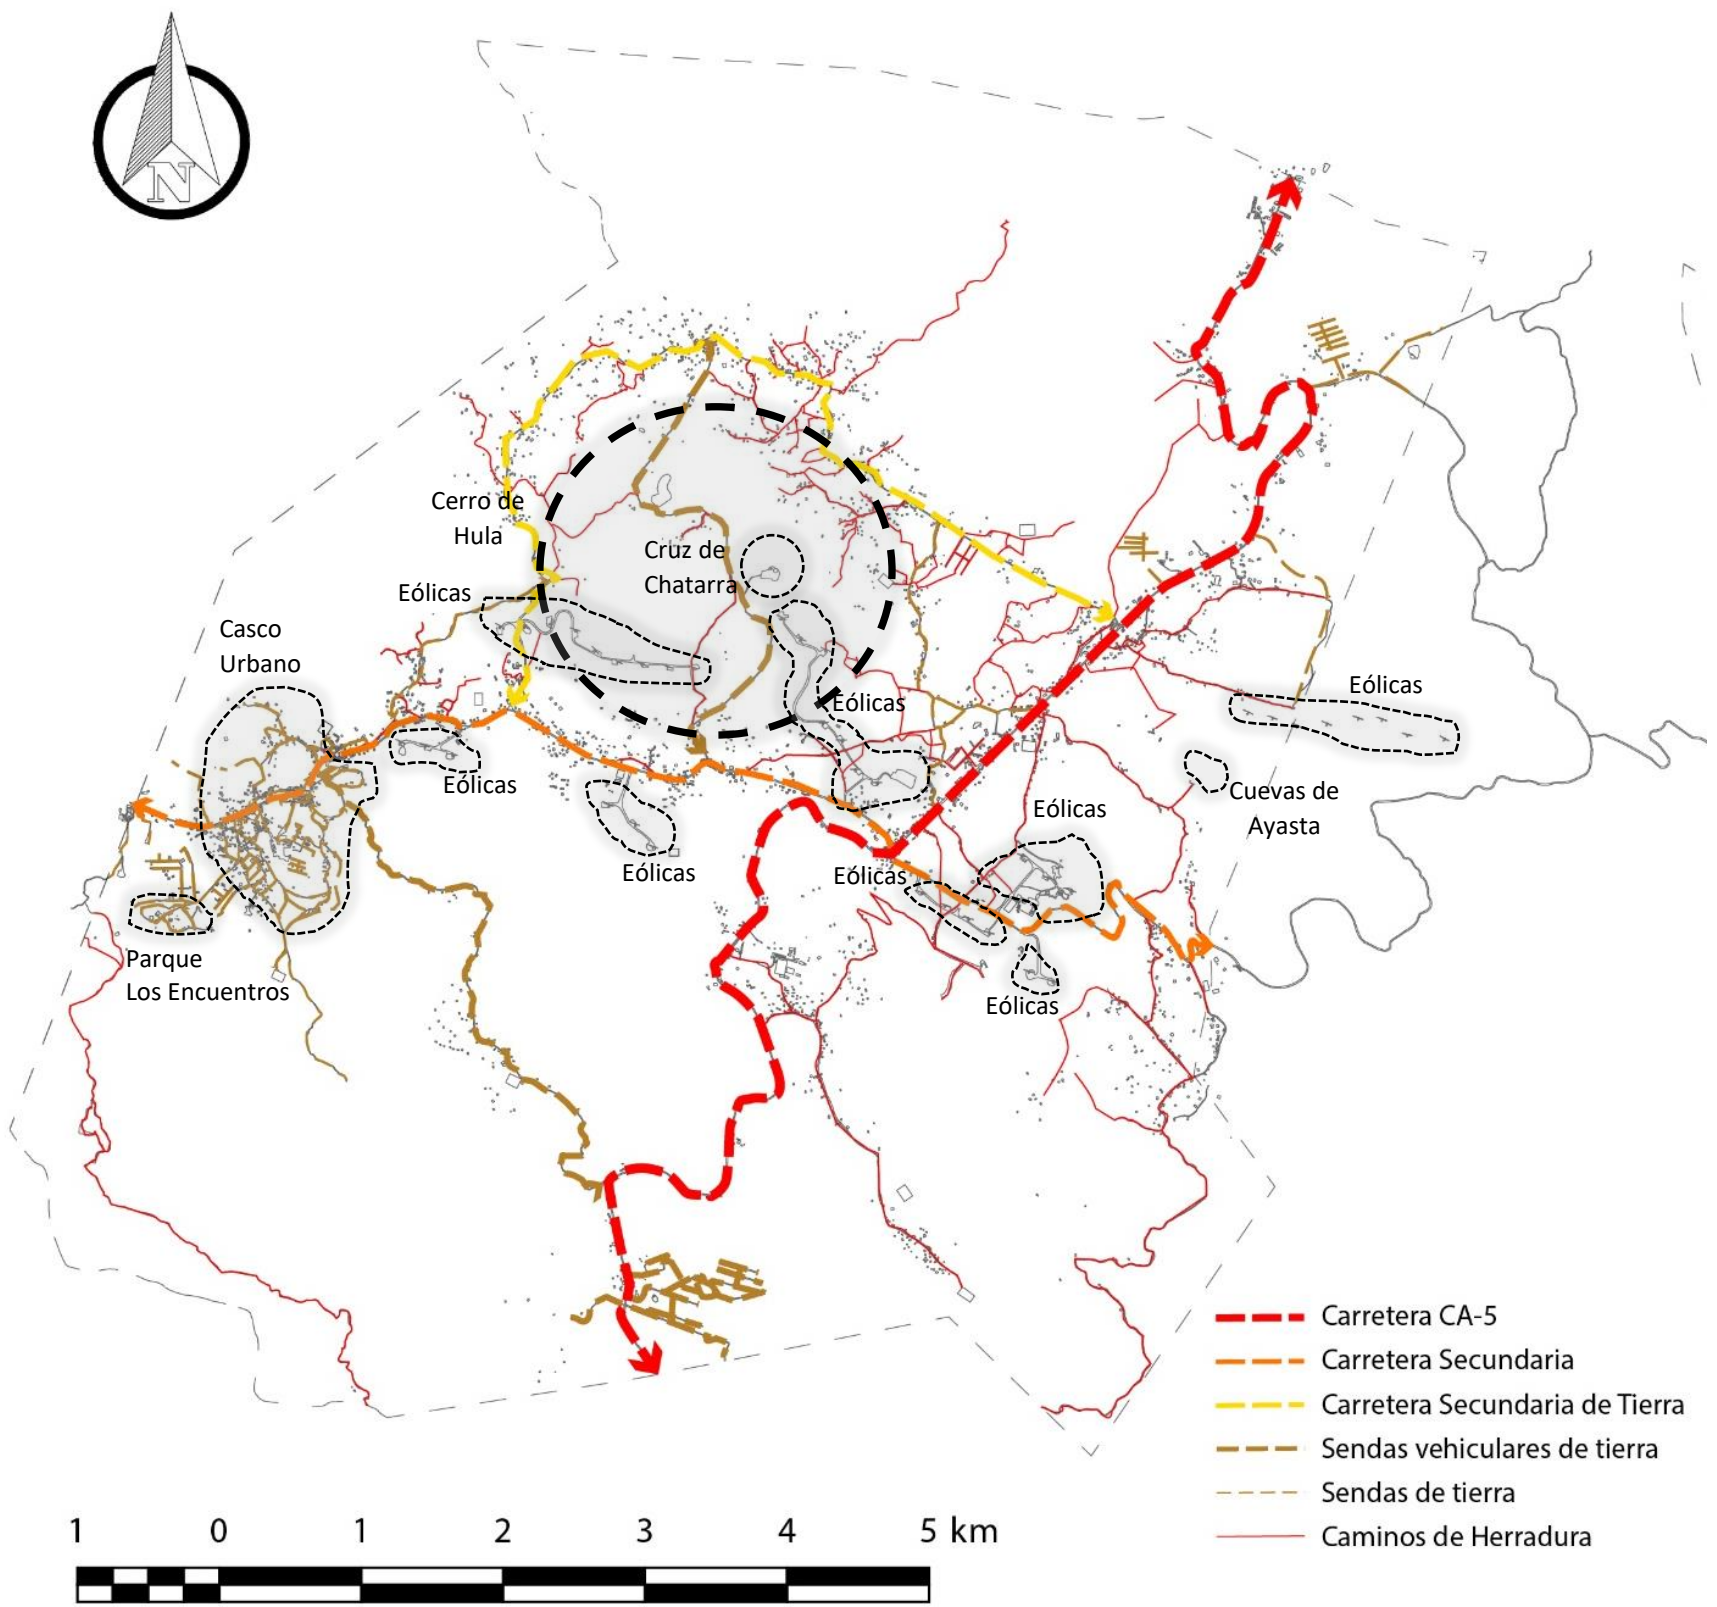 N
Cerro de
Hula
Cruz de
Chatarra
Eólicas
Casco
Urbano
Eólicas
Eólicas
Eólicas
Cuevas de
Ayasta
Eólicas
Eólicas
Eólicas
Eólicas
Parque
Los Encuentros
Eólicas
Carretera CA-5
Carretera Secundaria
Carretera Secundaria de Tierra
Sendas vehiculares de tierra
Sendas de tierra
Caminos de Herradura
1 0 1 2 3 4 5 km